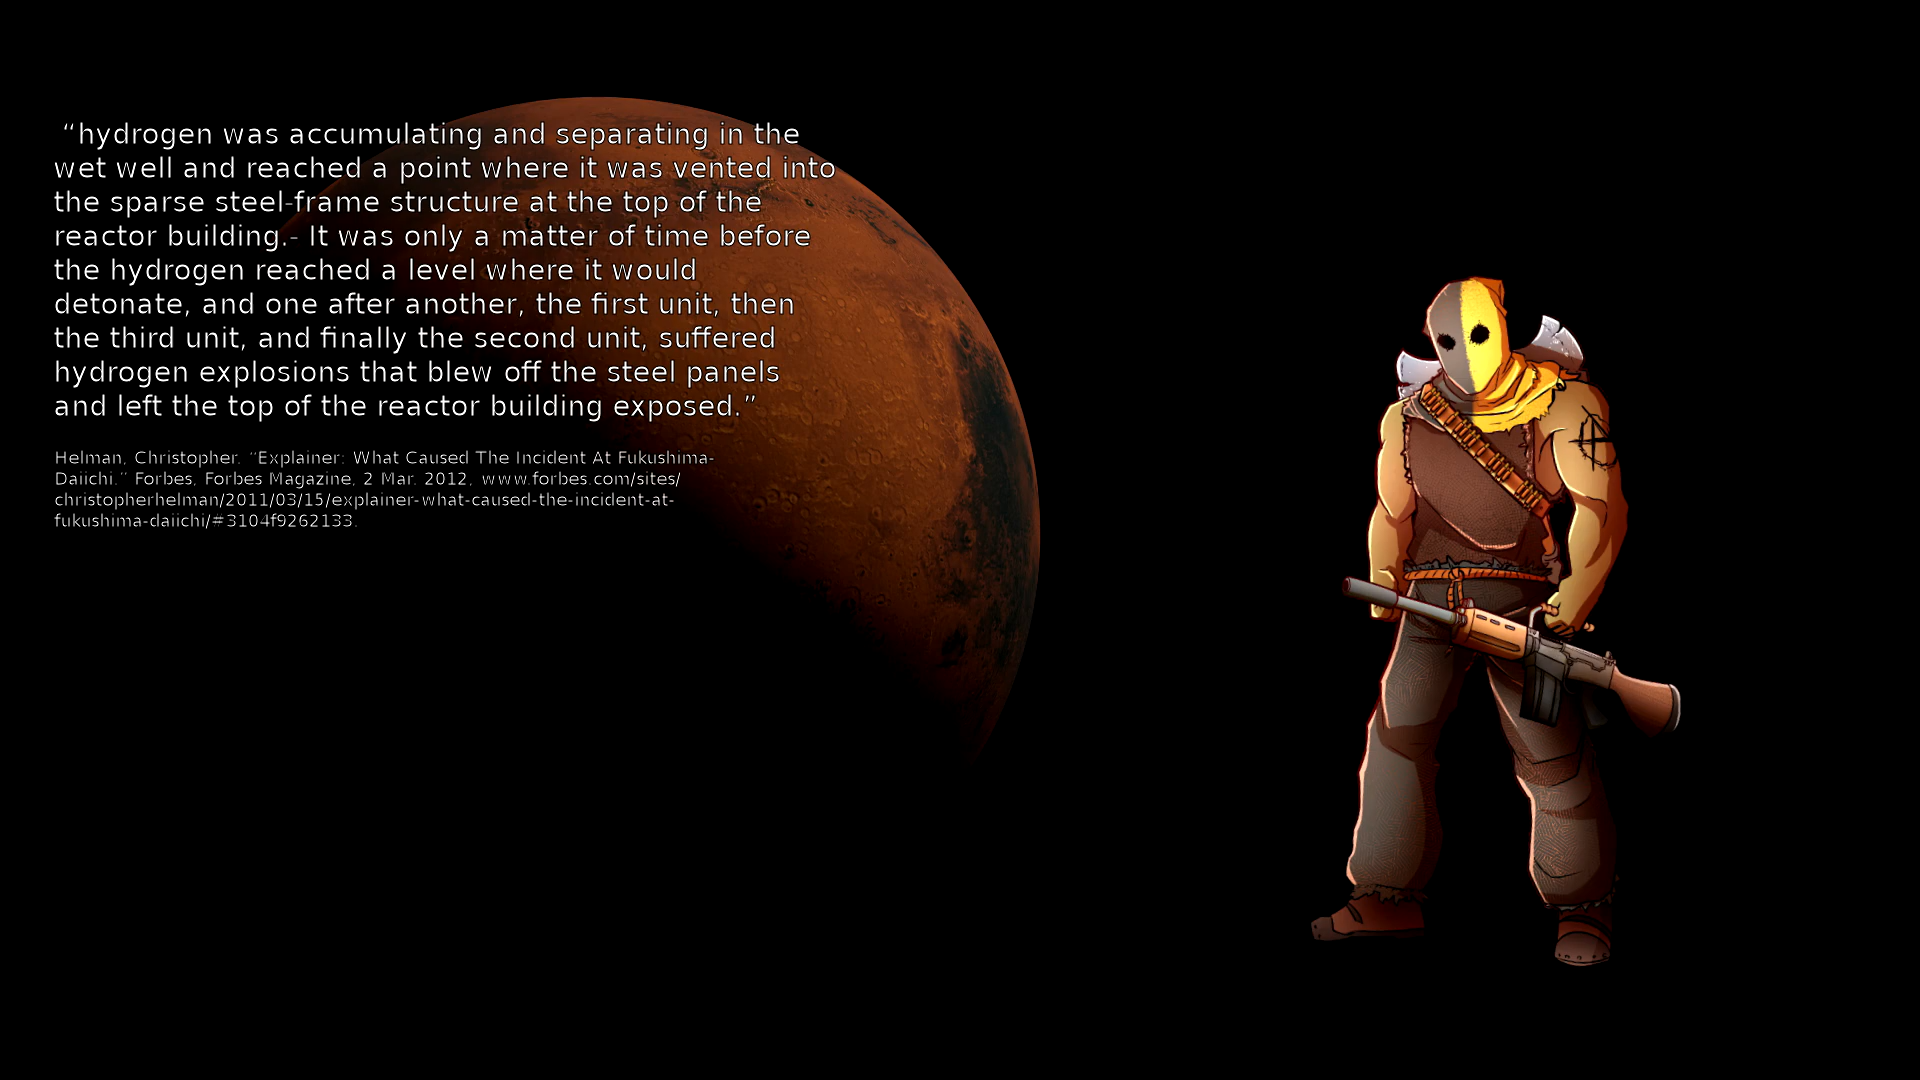 “hydrogen was accumulating and separating in the
wet well and reached a point where it was vented into
the sparse steel-frame structure at the top of the
reactor building.- It was only a matter of time before
the hydrogen reached a level where it would
detonate, and one after another, the first unit, then
the third unit, and finally the second unit, suffered
hydrogen explosions that blew off the steel panels
and left the top of the reactor building exposed.”
Helman, Christopher. “Explainer: What Caused The Incident At Fukushima-
Daiichi.” Forbes, Forbes Magazine, 2 Mar. 2012, www.forbes.com/sites/
christopherhelman/2011/03/15/explainer-what-caused-the-incident-at-
fukushima-daiichi/#3104f9262133.